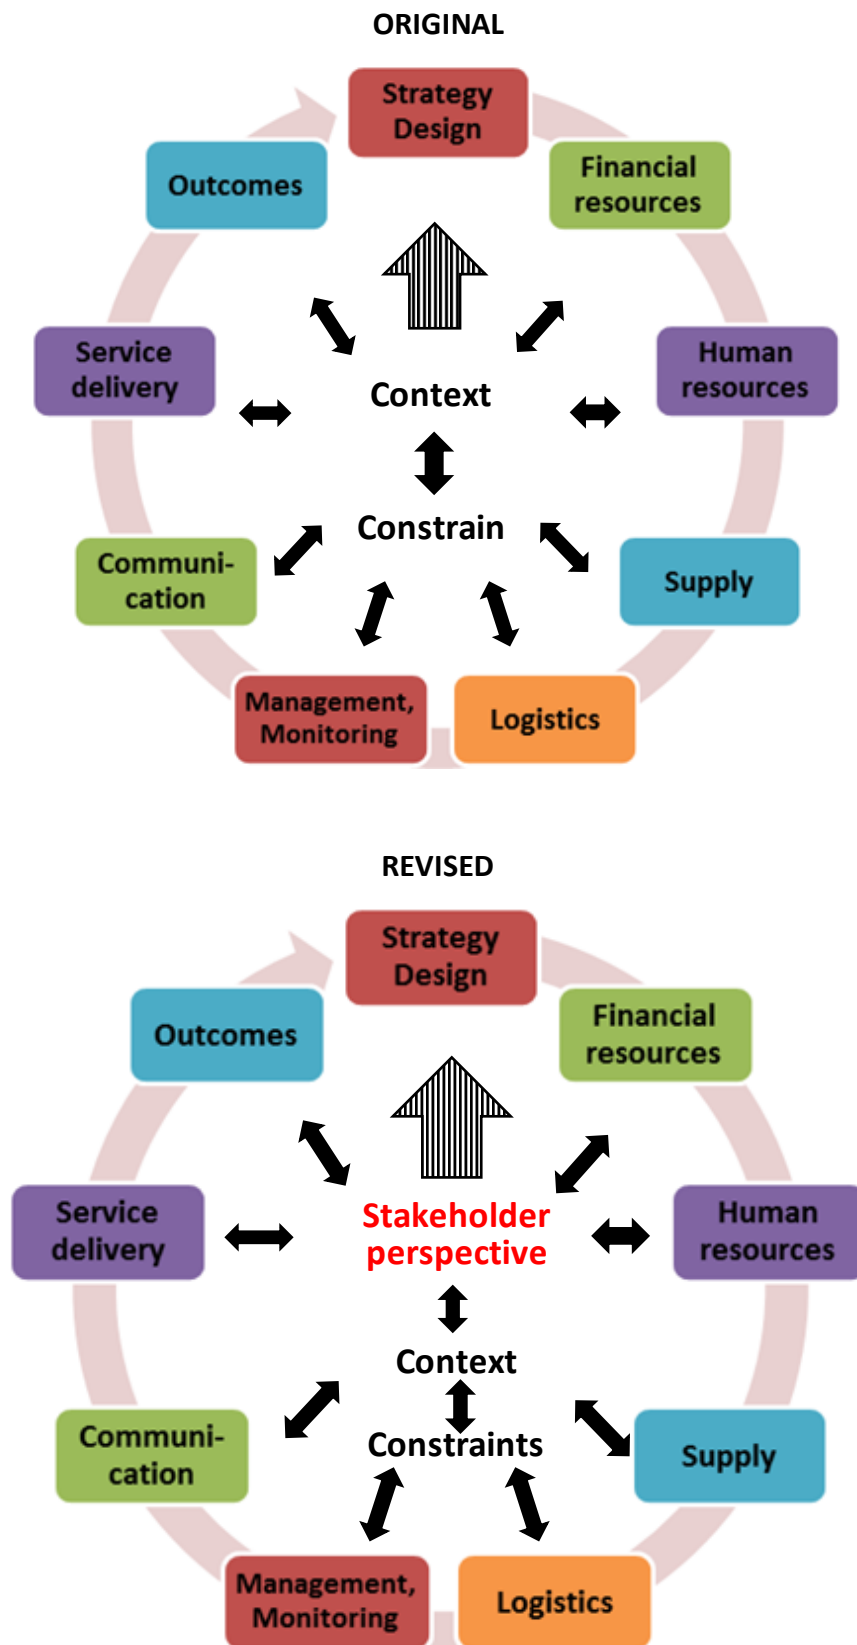 ORIGINAL
Strategy
Design
Outcomes
Financial
resources
Service
delivery
Human
resources
Context
Constrain
Communi-
cation
Supply
Management,
Monitoring
Logistics
REVISED
Strategy
Design
Outcomes
Financial
resources
Service
delivery
Stakeholder
perspective
Human
resources
Context
Constraints
Communi-
cation
Supply
Management,
Monitoring
Logistics